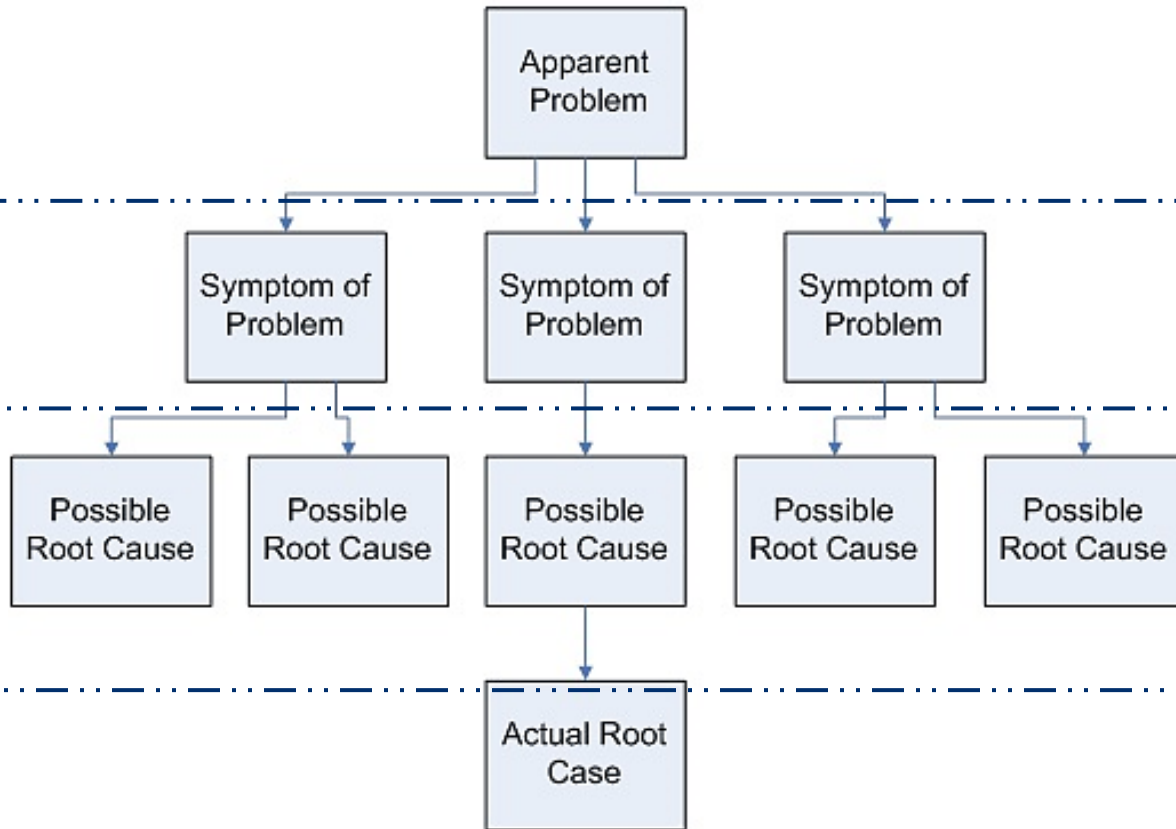 Apparent
Problem
Symptom of
Problem
Symptom of
Problem
Symptom of
Problem
Possible
Root Cause
Possible
Root Cause
Possible
Root Cause
Possible
Root Cause
Possible
Root Cause
Actual Root
Case